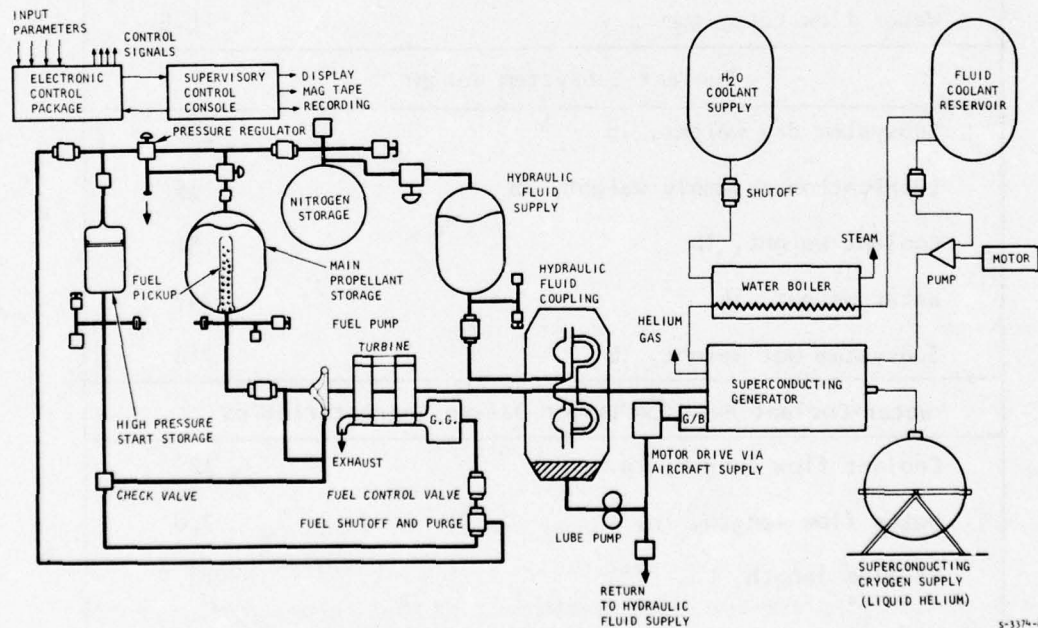 INPUT
PARAMETERS
CONTROL
SIGNALS
ELECTRONIC
CONTROL
PACKAGE
SUPERVISORY
CONTROL
CONSOLE
DISPLAY
MAG TAPE
RECORDING
PRESSURE REGULATOR
NITROGEN
STORAGE
HYDRAULIC
FLUID
SUPPLY
H2O
COOLANT
SUPPLY
FLUID
COOLANT
RESERVOIR
SHUTOFF
STEAM
WATER BOILER
PUMP
MOTOR
FUEL
PICKUP
MAIN
PROPELLANT
STORAGE
HYDRAULIC
FLUID
COUPLING
FUEL PUMP
TURBINE
G.G.
HELIUM
GAS
SUPERCONDUCTING
GENERATOR
G/B
HIGH PRESSURE
START STORAGE
EXHAUST
MOTOR DRIVE VIA
AIRCRAFT SUPPLY
CHECK VALVE
FUEL CONTROL VALVE
FUEL SHUTOFF AND PURGE
LUBE PUMP
RETURN
TO HYDRAULIC
FLUID SUPPLY
SUPERCONDUCTING
CRYOGEN SUPPLY
(LIQUID HELIUM)